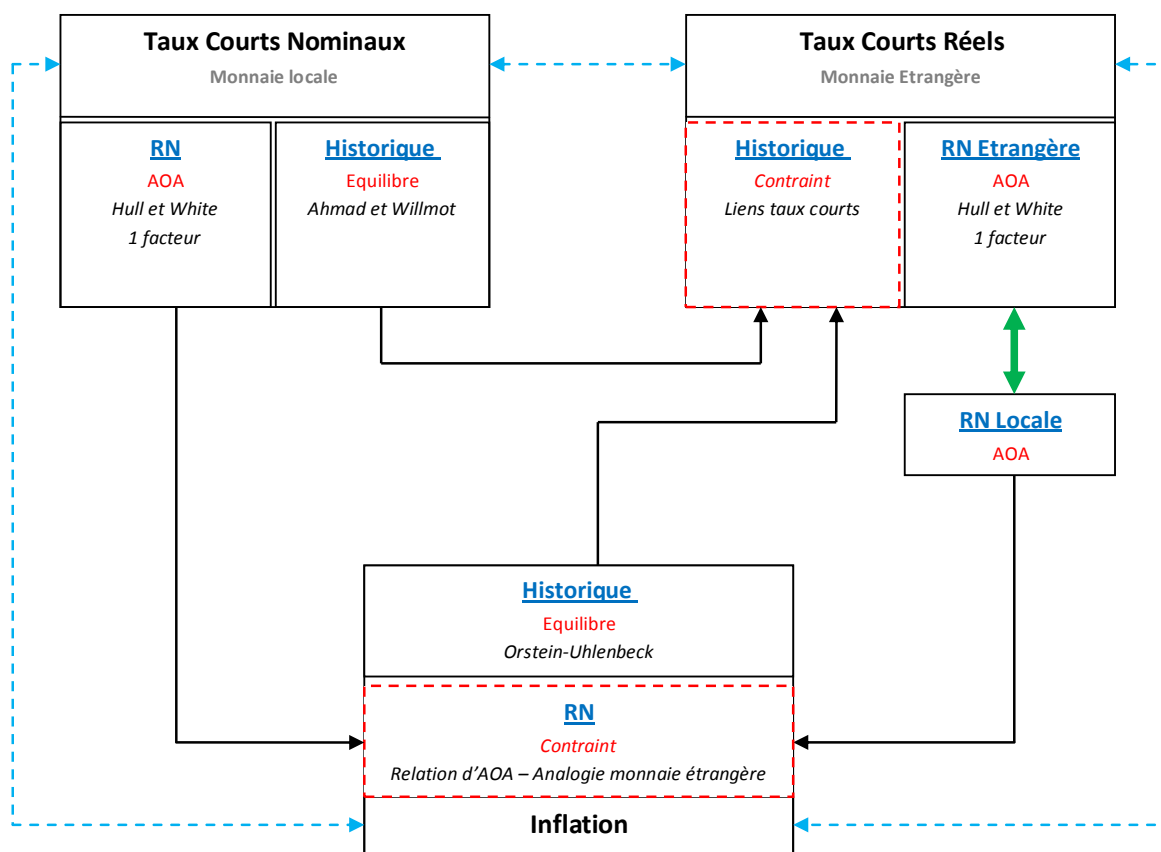 Taux Courts Nominaux
Monnaie locale
RN
AOA
Hull et White
1 facteur
Historique
Equilibre
Ahmad et Willmot
Taux Courts Réels
Monnaie Etrangère
Historique
Contraint
Liens taux courts
RN Etrangère
AOA
Hull et White
1 facteur
RN Locale
AOA
Historique
Equilibre
Orstein-Uhlenbeck
RN
Contraint
Relation d'AOA – Analogie monnaie étrangère
Inflation